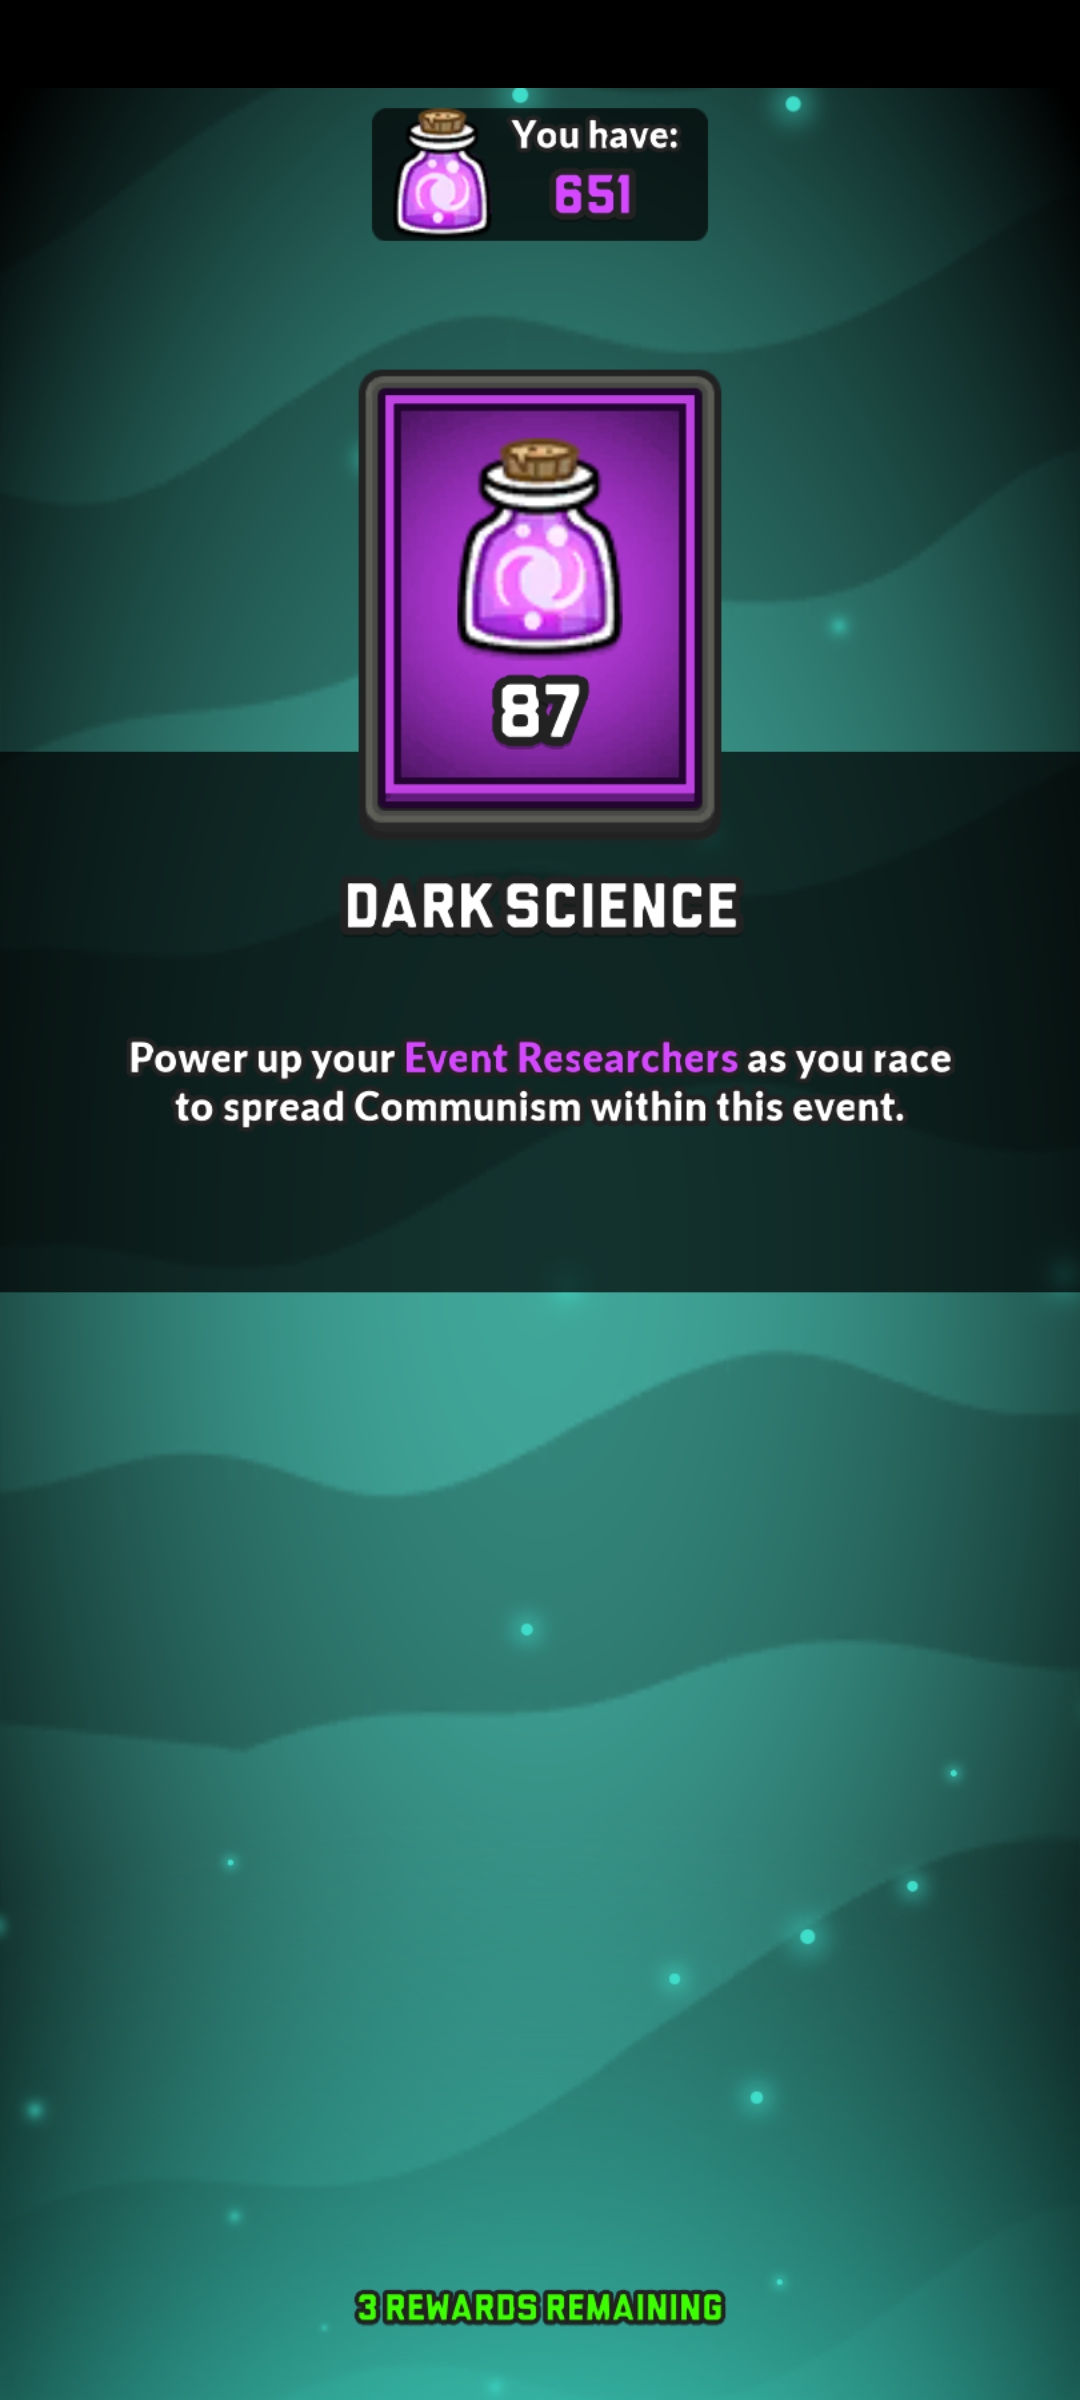 You have:
651
87
DARK SCIENCE
Power up your Event Researchers as you race
to spread Communism within this event.
3 REWARDS REMAINING